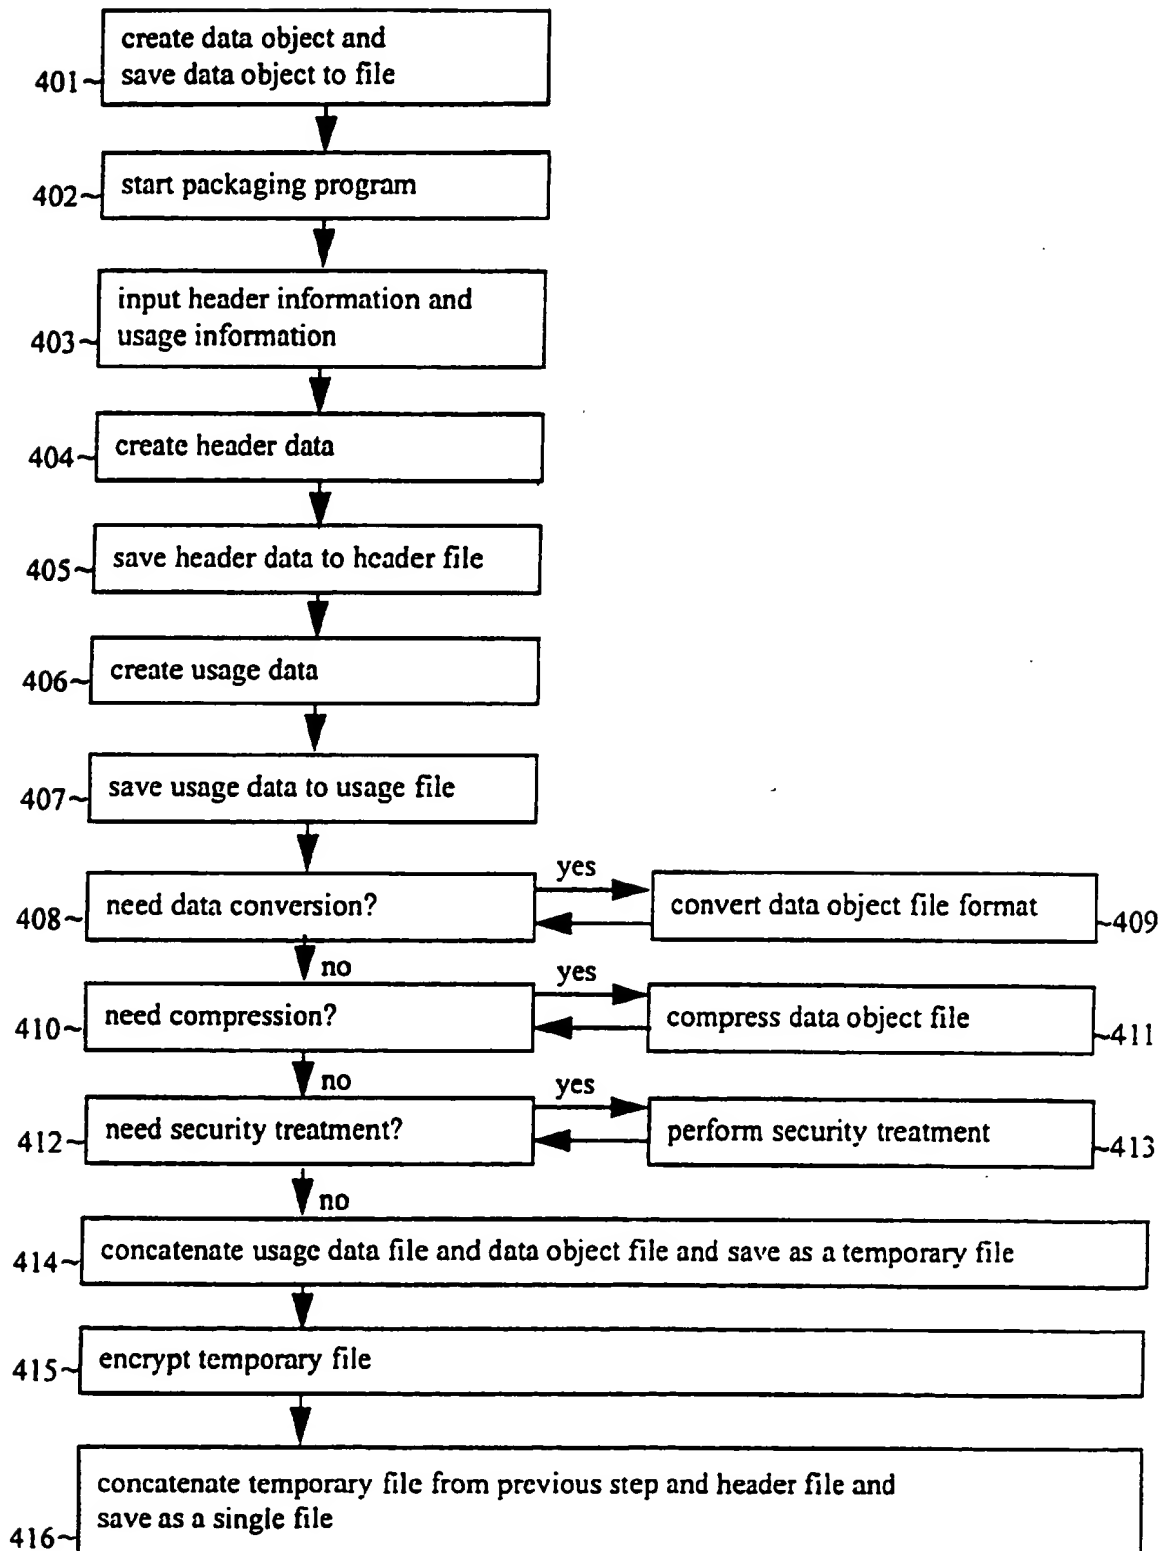 create data object and
save data object to file
401
start packaging program
402
input header information and
usage information
403
create header data
404
save header data to header file
405
create usage data
406
save usage data to usage file
407
need data conversion?
408
yes
convert data object file format
409
no
need compression?
410
yes
compress data object file
411
no
need security treatment?
412
yes
perform security treatment
413
no
concatenate usage data file and data object file and save as a temporary file
414
encrypt temporary file
415
concatenate temporary file from previous step and header file and
save as a single file
416